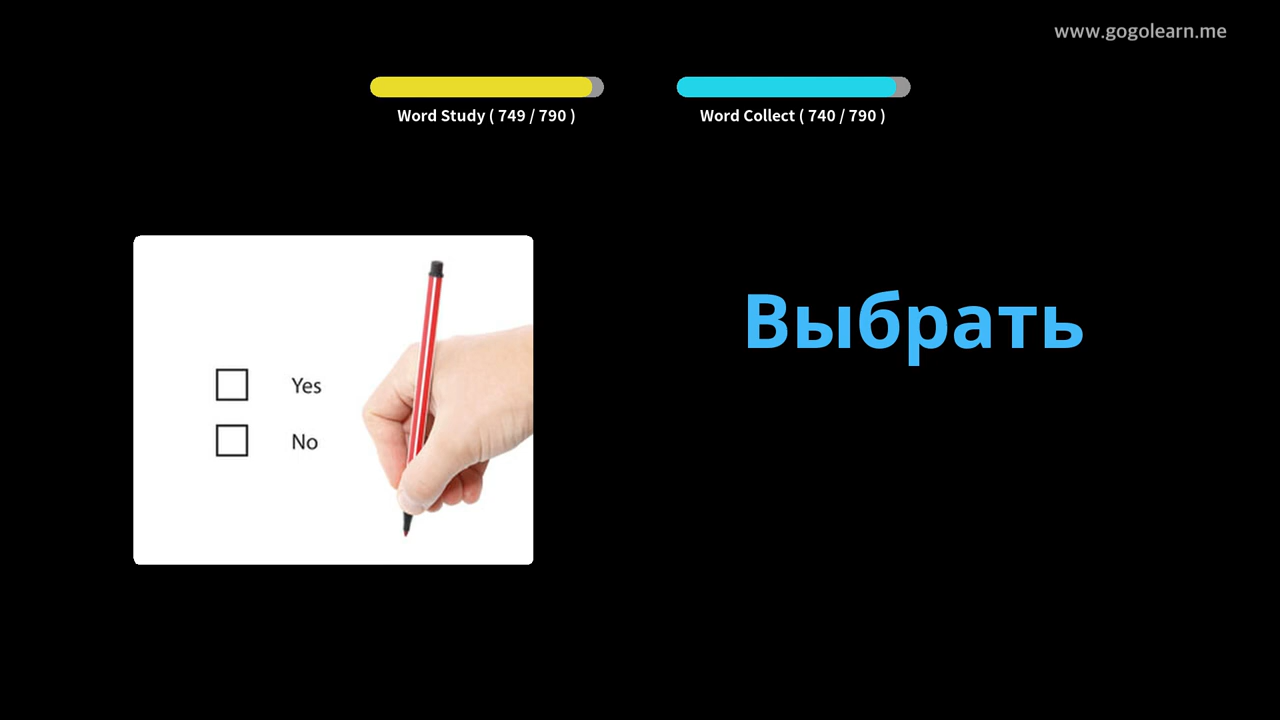 www.gogolearn.me
Word Study ( 749 / 790 )
Word Collect ( 740 / 790 )
Yes
No
Выбрать